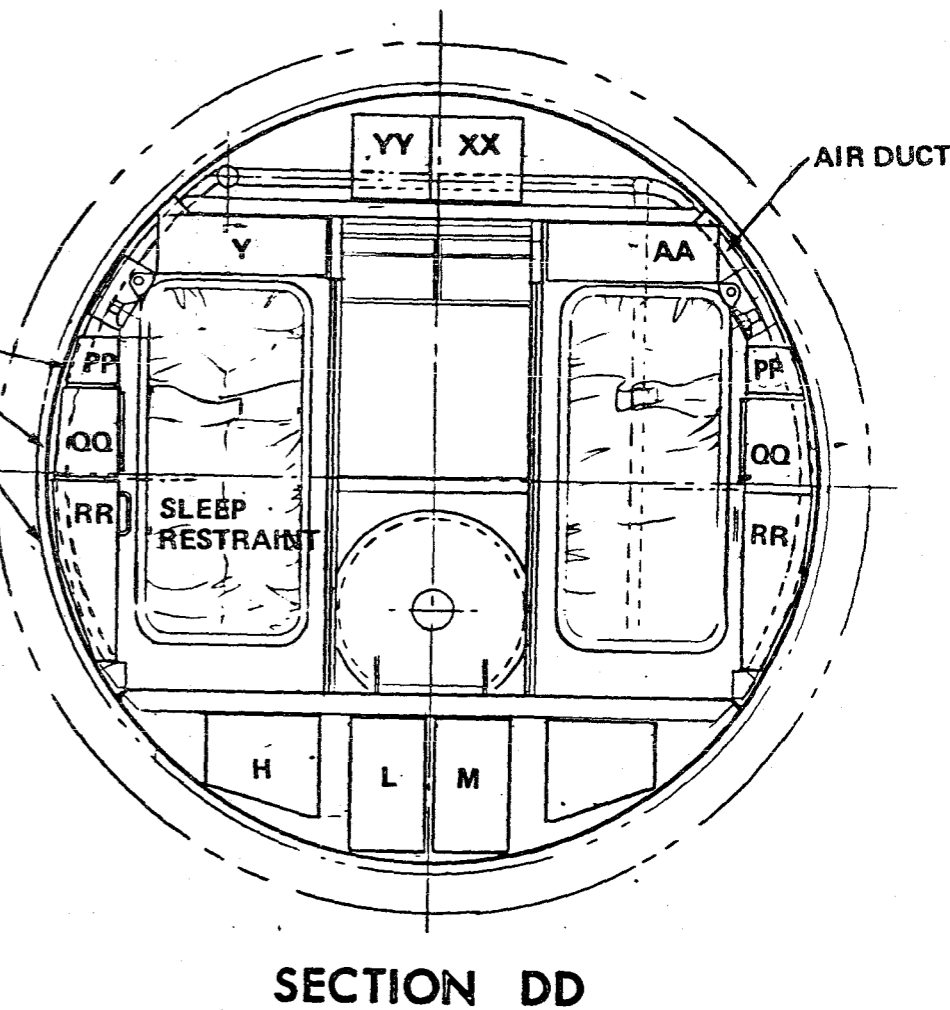 YY XX
AIR DUCT
Y AA
PP PP
QQ QQ
RR RR
SLEEP
RESTRAINT
H L M
SECTION DD